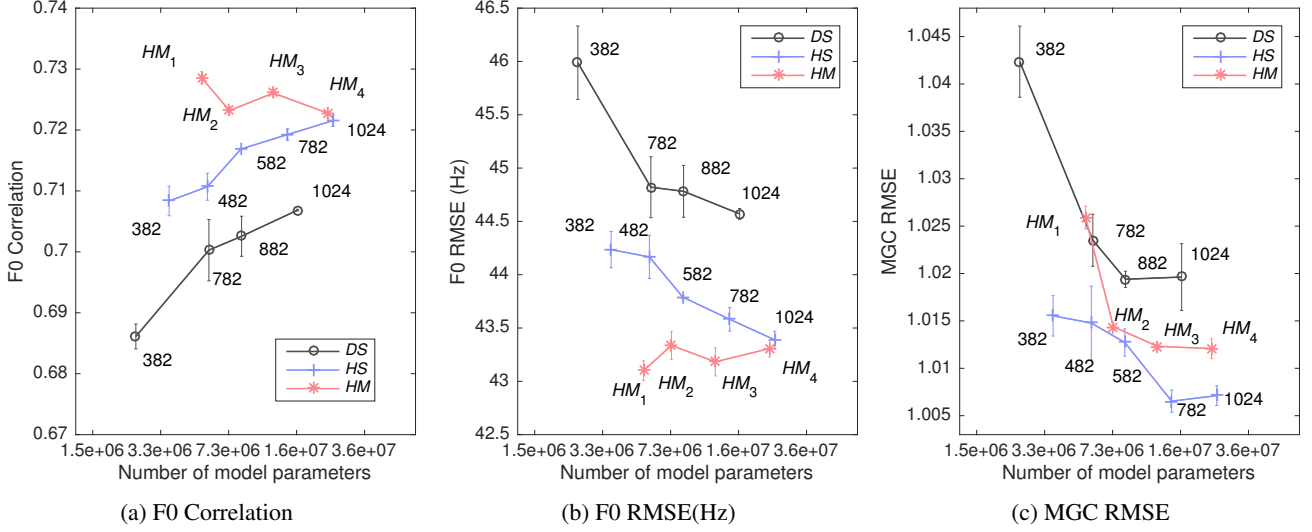 0.74
0.73
0.72
0.71
0.7
0.69
0.68
0.67
F0 Correlation
HM1
HM2
HM3
HM4
382
482
582
782
1024
382
782
882
1024
DS
HS
HM
1.5e+06 3.3e+06 7.3e+06 1.6e+07 3.6e+07
Number of model parameters
(a) F0 Correlation
46.5
46
45.5
45
44.5
44
43.5
43
42.5
F0 RMSE (Hz)
382
782
882
1024
382
482
582
782
1024
HM1
HM2
HM3
HM4
DS
HS
HM
1.5e+06 3.3e+06 7.3e+06 1.6e+07 3.6e+07
Number of model parameters
(b) F0 RMSE(Hz)
1.045
1.04
1.035
1.03
1.025
1.02
1.015
1.01
1.005
MGC RMSE
382
HM1
782
882
1024
HM2
HM3
HM4
382
482
582
782
1024
DS
HS
HM
1.5e+06 3.3e+06 7.3e+06 1.6e+07 3.6e+07
Number of model parameters
(c) MGC RMSE